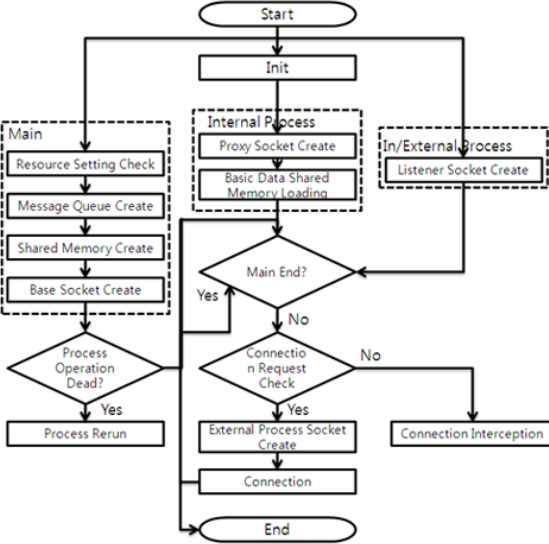 Start
Init
Main
Resource Setting Check
Message Queue Create
Shared Memory Create
Base Socket Create
Internal Process
Proxy Socket Create
Basic Data Shared
Memory Loading
In/External Process
Listener Socket Create
Main End?
Yes
No
Process
Operation
Dead?
Yes
Process Rerun
Connectio
n Request
Check
No
Yes
External Process Socket
Create
Connection Interception
Connection
End